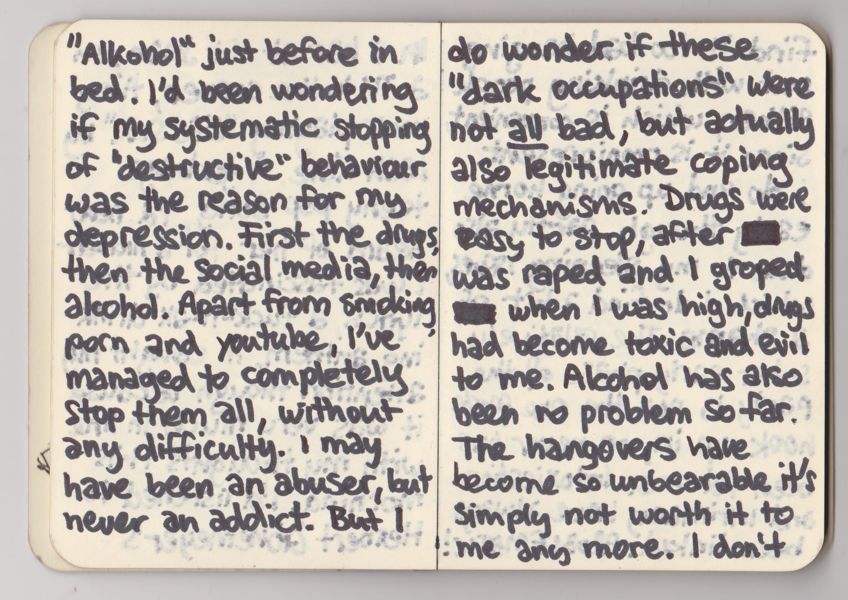 "Alkohol" just before in
bed. I'd been wondering
if my systematic stopping
of "destructive" behaviour
was the reason for my
depression. First the drugs,
then the social media, then
alcohol. Apart from smoking,
porn and youtube, I've
managed to completely
stop them all, without
any difficulty. I may
have been an abuser, but
never an addict. But I
do wonder if these
"dark occupations" were
not all bad, but actually
also legitimate coping
mechanisms. Drugs were
easy to stop, after
was raped and I groped
when I was high, drugs
had become toxic and evil
to me. Alcohol has also
been no problem so far.
The hangovers have
become so unbearable it's
simply not worth it to
me any more. I don't